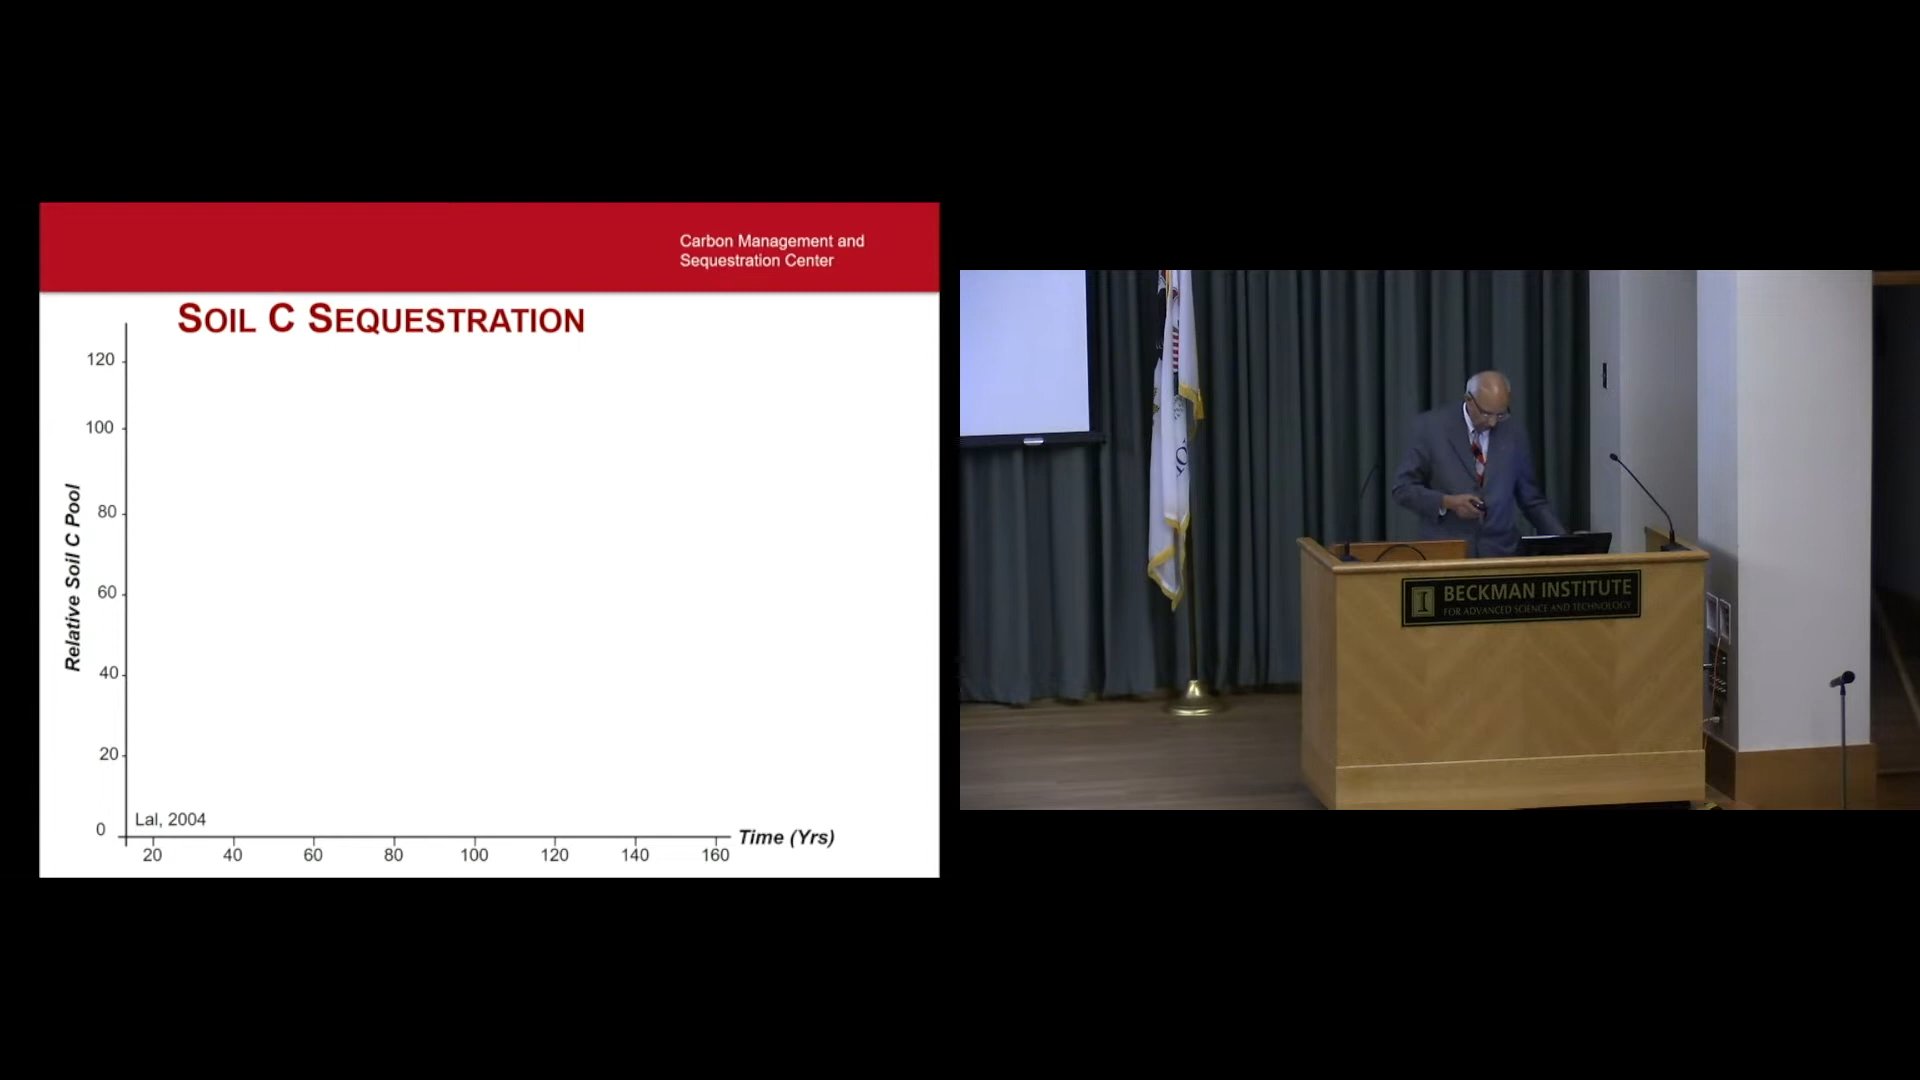 Carbon Management and
Sequestration Center
SOIL C SEQUESTRATION
120
100
80
60
40
20
0
Relative Soil C Pool
Lal, 2004
20 40 60 80 100 120 140 160
Time (Yrs)
I BECKMAN INSTITUTE
FOR ADVANCED SCIENCE AND TECHNOLOGY